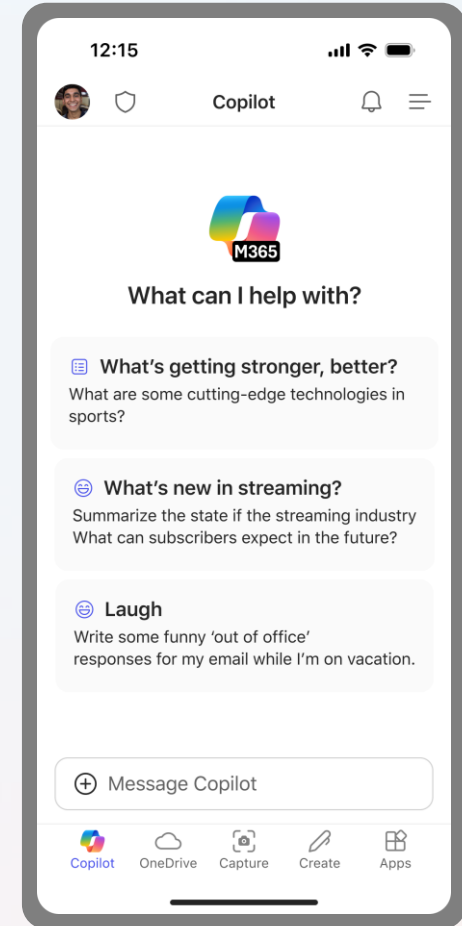 12:15
Copilot
M365
What can I help with?
What's getting stronger, better?
What are some cutting-edge technologies in
sports?
What's new in streaming?
Summarize the state if the streaming industry
What can subscribers expect in the future?
Laugh
Write some funny ‘out of office’
responses for my email while I'm on vacation.
Message Copilot
Copilot
OneDrive
Capture
Create
Apps